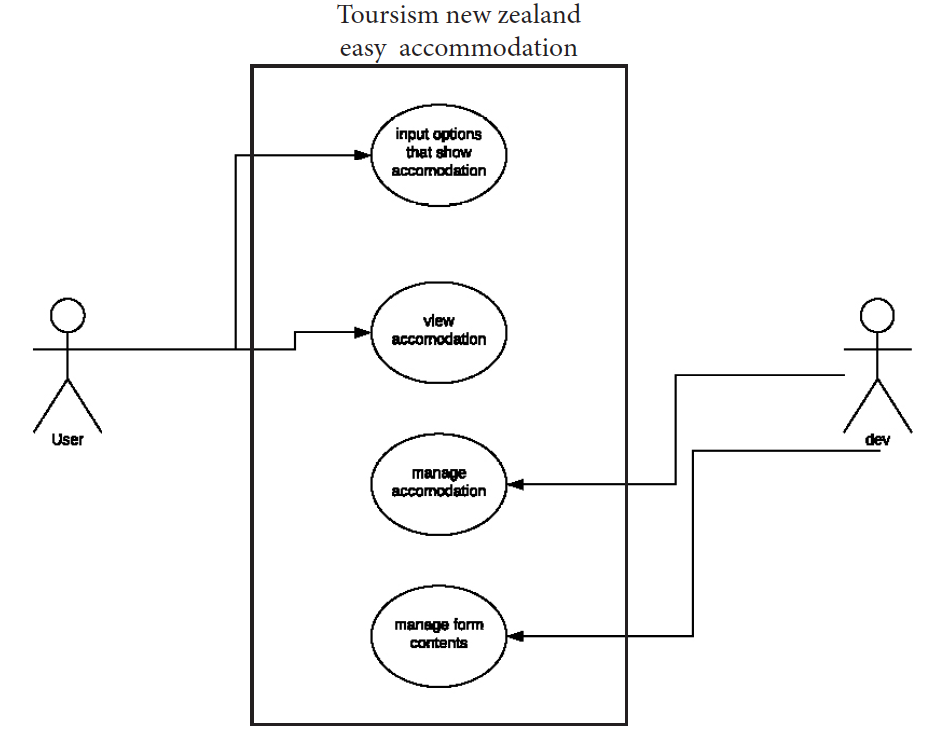 Toursism new zealand
easy accommodation
input options
that show
accomodation
view
accomodation
User
dev
manage
accomodation
manage form
contents